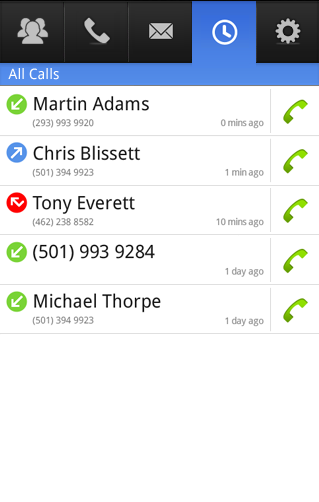 All Calls
Martin Adams
(293) 993 9920 0 mins ago
Chris Blissett
(501) 394 9923 1 min ago
Tony Everett
(462) 238 8582 10 mins ago
(501) 993 9284
1 day ago
Michael Thorpe
(501) 394 9923 1 day ago